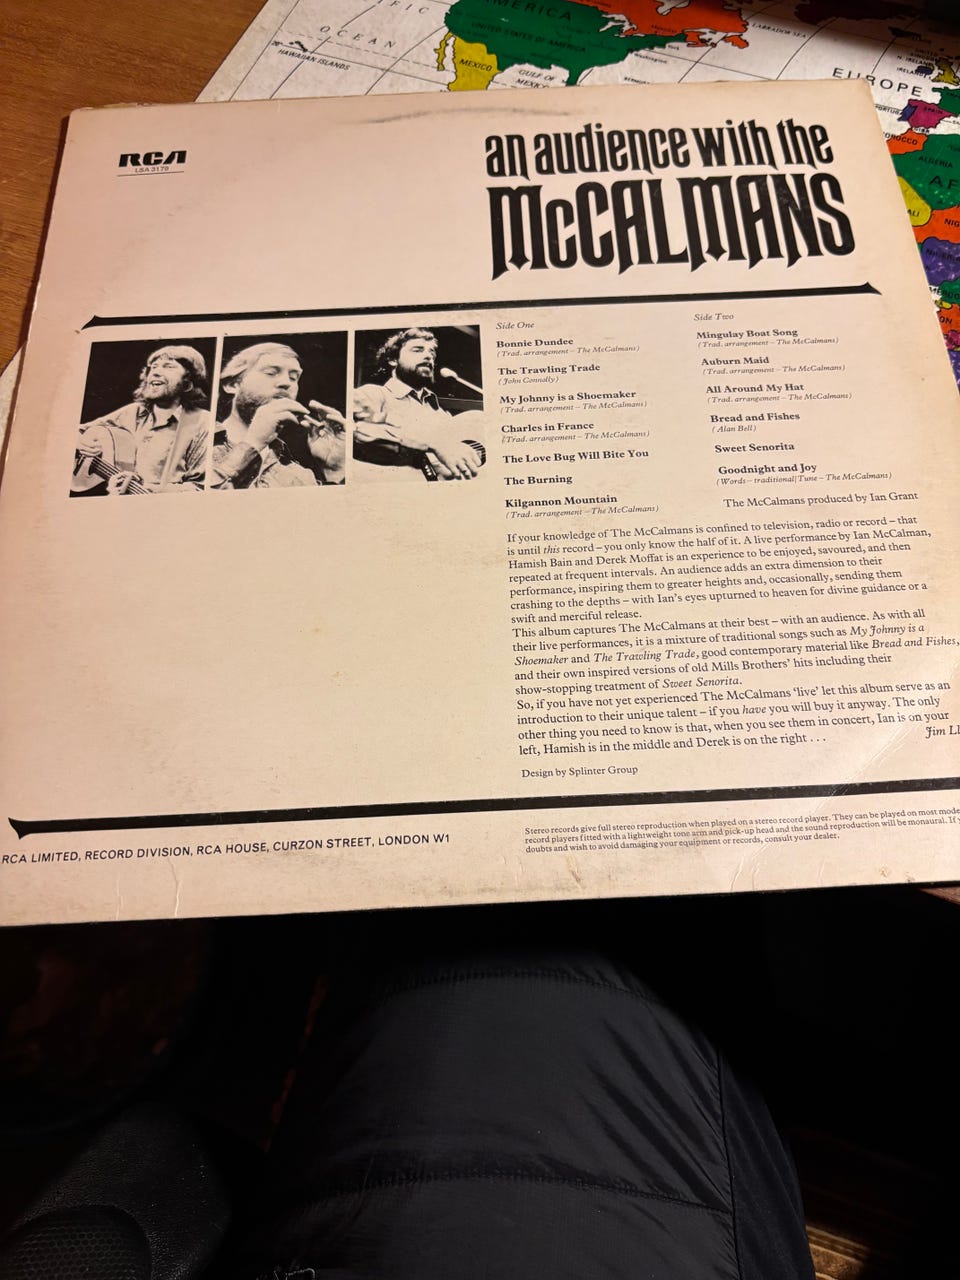 AMERICA
UNITED STATES OF AMERICA
OCEAN
HAWAIIAN ISLANDS
MEXICO
GULF OF
MEXICO
LABRADOR SEA
EUROPE
ALGERIA
RCA
LSA 3179
an audience with the
McCALMANS
Side One
Bonnie Dundee
(Trad. arrangement – The McCalmans)
The Trawling Trade
(John Connolly)
My Johnny is a Shoemaker
(Trad. arrangement – The McCalmans)
Charles in France
(Trad. arrangement – The McCalmans)
The Love Bug Will Bite You
The Burning
Kilgannon Mountain
(Trad. arrangement – The McCalmans)
Side Two
Mingulay Boat Song
(Trad. arrangement – The McCalmans)
Auburn Maid
(Trad. arrangement – The McCalmans)
All Around My Hat
(Trad. arrangement – The McCalmans)
Bread and Fishes
(Alan Bell)
Sweet Senorita
Goodnight and Joy
(Words – traditional/Tune – The McCalmans)
The McCalmans produced by Ian Grant
If your knowledge of The McCalmans is confined to television, radio or record – that
is until this record – you only know the half of it. A live performance by Ian McCalman,
Hamish Bain and Derek Moffat is an experience to be enjoyed, savoured, and then
repeated at frequent intervals. An audience adds an extra dimension to their
performance, inspiring them to greater heights and, occasionally, sending them
crashing to the depths – with Ian's eyes upturned to heaven for divine guidance or a
swift and merciful release.
This album captures The McCalmans at their best – with an audience. As with all
their live performances, it is a mixture of traditional songs such as My Johnny is a
Shoemaker and The Trawling Trade, good contemporary material like Bread and Fishes,
and their own inspired versions of old Mills Brothers' hits including their
show-stopping treatment of Sweet Senorita.
So, if you have not yet experienced The McCalmans 'live' let this album serve as an
introduction to their unique talent – if you have you will buy it anyway. The only
other thing you need to know is that, when you see them in concert, Ian is on your
left, Hamish is in the middle and Derek is on the right . . .
Jim Ll
Design by Splinter Group
RCA LIMITED, RECORD DIVISION, RCA HOUSE, CURZON STREET, LONDON W1
Stereo records give full stereo reproduction when played on a stereo record player. They can be played on most mode
record players fitted with a lightweight tone arm and pick-up head and the sound reproduction will be monaural. If
doubts and wish to avoid damaging your equipment or records, consult your dealer.